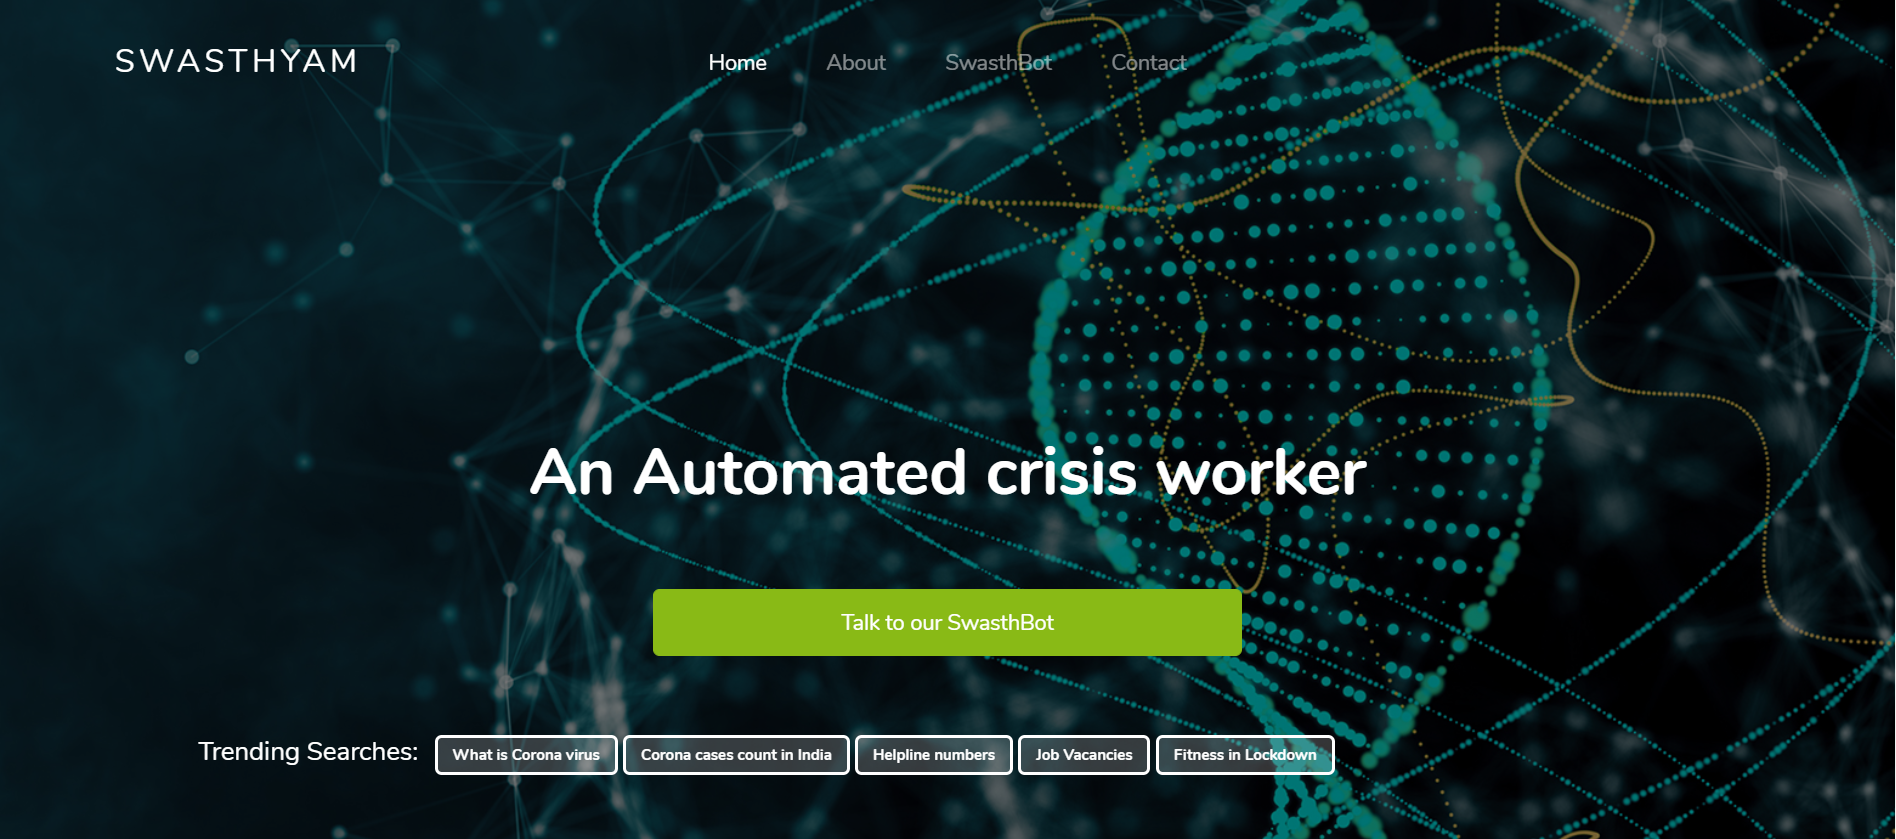 SWASTHYAM
Home About SwasthBot Contact
An Automated crisis worker
Talk to our SwasthBot
Trending Searches: What is Corona virus Corona cases count in India Helpline numbers Job Vacancies Fitness in Lockdown